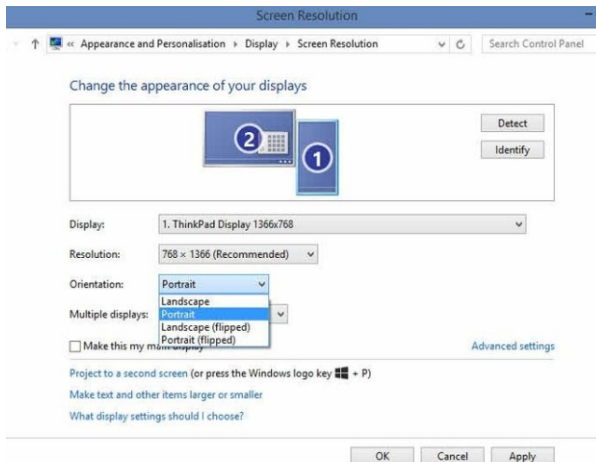 Screen Resolution
« Appearance and Personalisation Display Screen Resolution Search Control Panel
Change the appearance of your displays
2
1
Detect
Identify
Display: 1. ThinkPad Display 1366x768
Resolution: 768 × 1366 (Recommended)
Orientation: Portrait
Landscape
Multiple displays: Portrait
Landscape (flipped)
Portrait (flipped)
Make this my main display Advanced settings
Project to a second screen (or press the Windows logo key + P)
Make text and other items larger or smaller
What display settings should I choose?
OK Cancel Apply